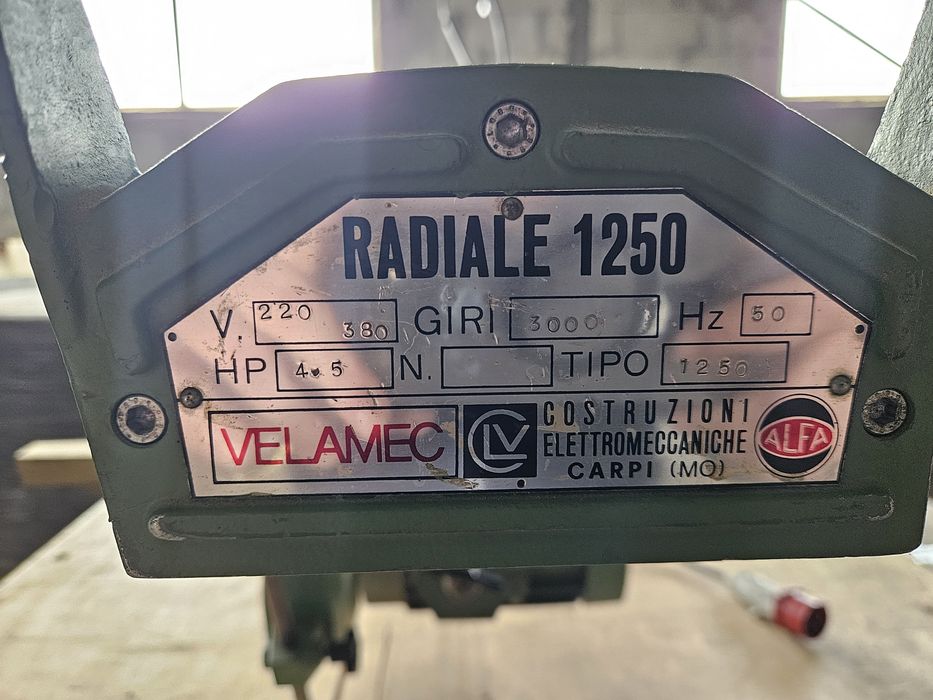 RADIALE 1250
V 220 380 GIRI 3000 Hz 50
HP 4.5 N. TIPO 1250
VELAMEC CLV COSTRUZIONI
ELETTROMECCANICHE
CARPI (MO)
ALFA